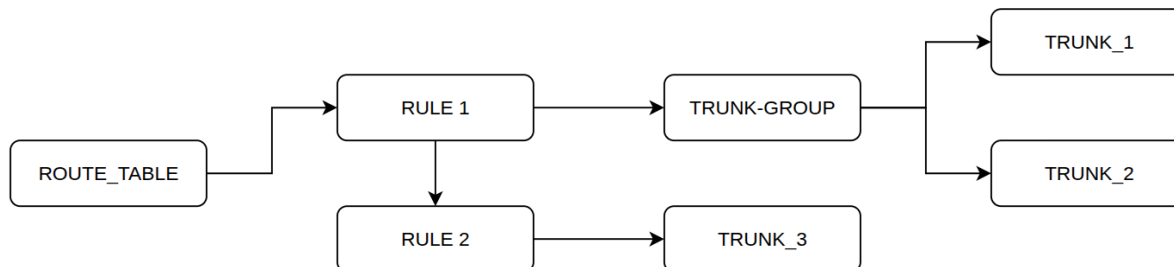 TRUNK_1
RULE 1
TRUNK-GROUP
ROUTE_TABLE
TRUNK_2
RULE 2
TRUNK_3